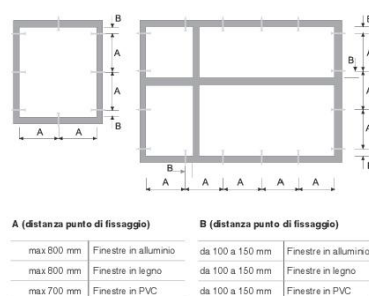 B
B
A
A
B
A
A
A
A
B
B
A
A
B
A
A
A
A
A
A (distanza punto di fissaggio)
B (distanza punto di fissaggio)
max 800 mm Finestre in alluminio
da 100 a 150 mm Finestre in alluminio
max 800 mm Finestre in legno
da 100 a 150 mm Finestre in legno
max 700 mm Finestre in PVC
da 100 a 150 mm Finestre in PVC